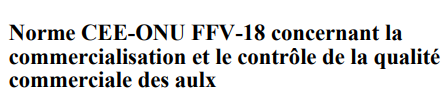 Norme CEE-ONU FFV-18 concernant la
commercialisation et le contrôle de la qualité
commerciale des aulx